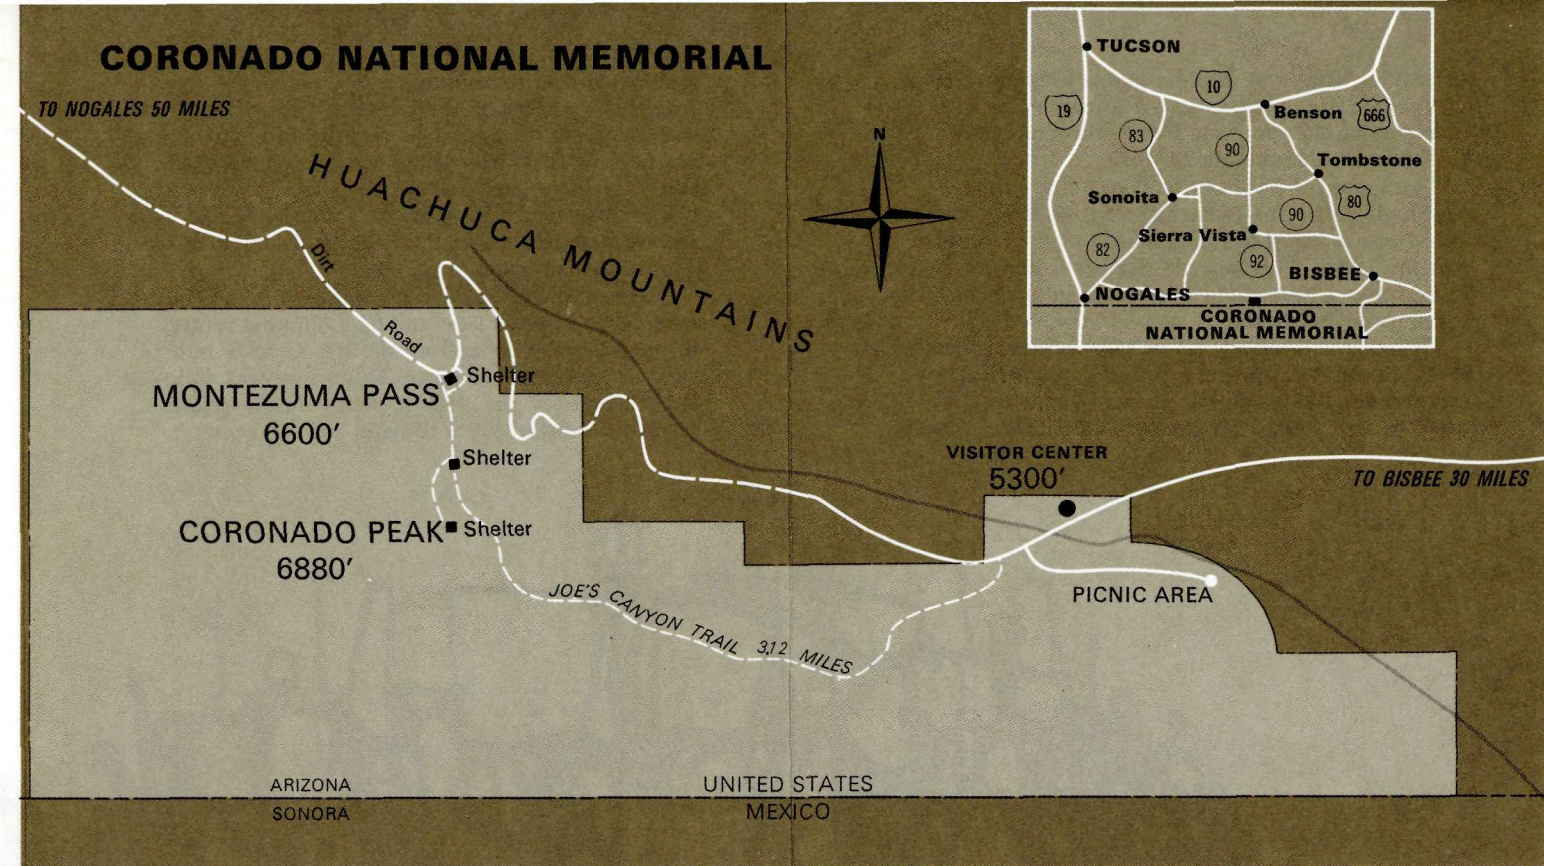 CORONADO NATIONAL MEMORIAL
TO NOGALES 50 MILES
HUACHUCA MOUNTAINS
N
Dirt
Road
Shelter
MONTEZUMA PASS
6600′
Shelter
CORONADO PEAK
Shelter
6880′
JOE'S CANYON TRAIL 3.12 MILES
VISITOR CENTER
5300′
TO BISBEE 30 MILES
PICNIC AREA
ARIZONA
UNITED STATES
SONORA
MEXICO
TUCSON
10
19
Benson
666
83
90
Tombstone
Sonoita
80
90
Sierra Vista
82
92
BISBEE
NOGALES
CORONADO
NATIONAL MEMORIAL